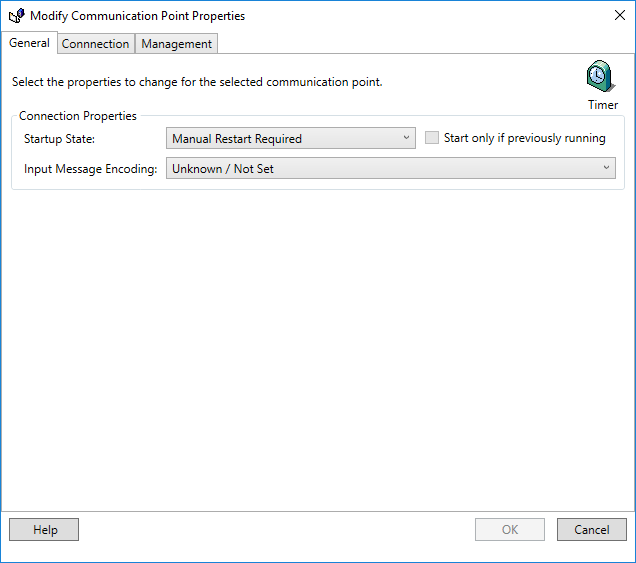 Modify Communication Point Properties
General Connnection Management
Select the properties to change for the selected communication point.
Timer
Connection Properties
Startup State: Manual Restart Required Start only if previously running
Input Message Encoding: Unknown / Not Set
Help OK Cancel